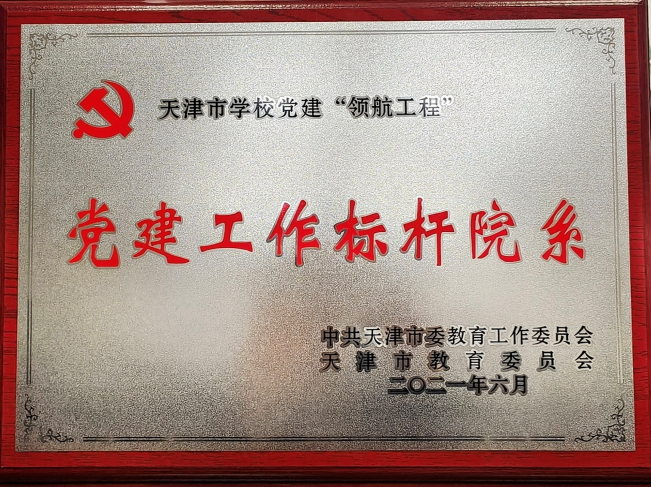 天津市学校党建“领航工程”
党建工作标杆院系
中共天津市委教育工作委员会
天津市教育委员会
二〇二一年六月